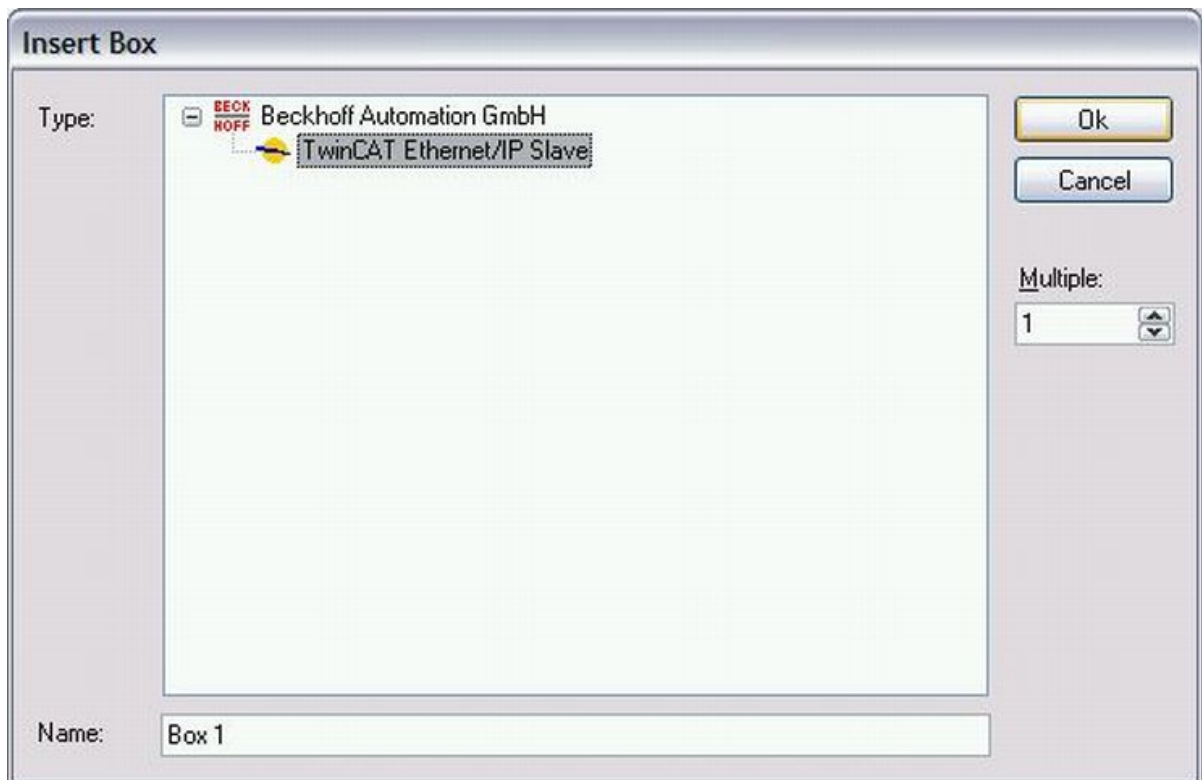 Insert Box
Type:
BECK
HOFF
Beckhoff Automation GmbH
TwinCAT Ethernet/IP Slave
Ok
Cancel
Multiple:
1
Name:
Box 1